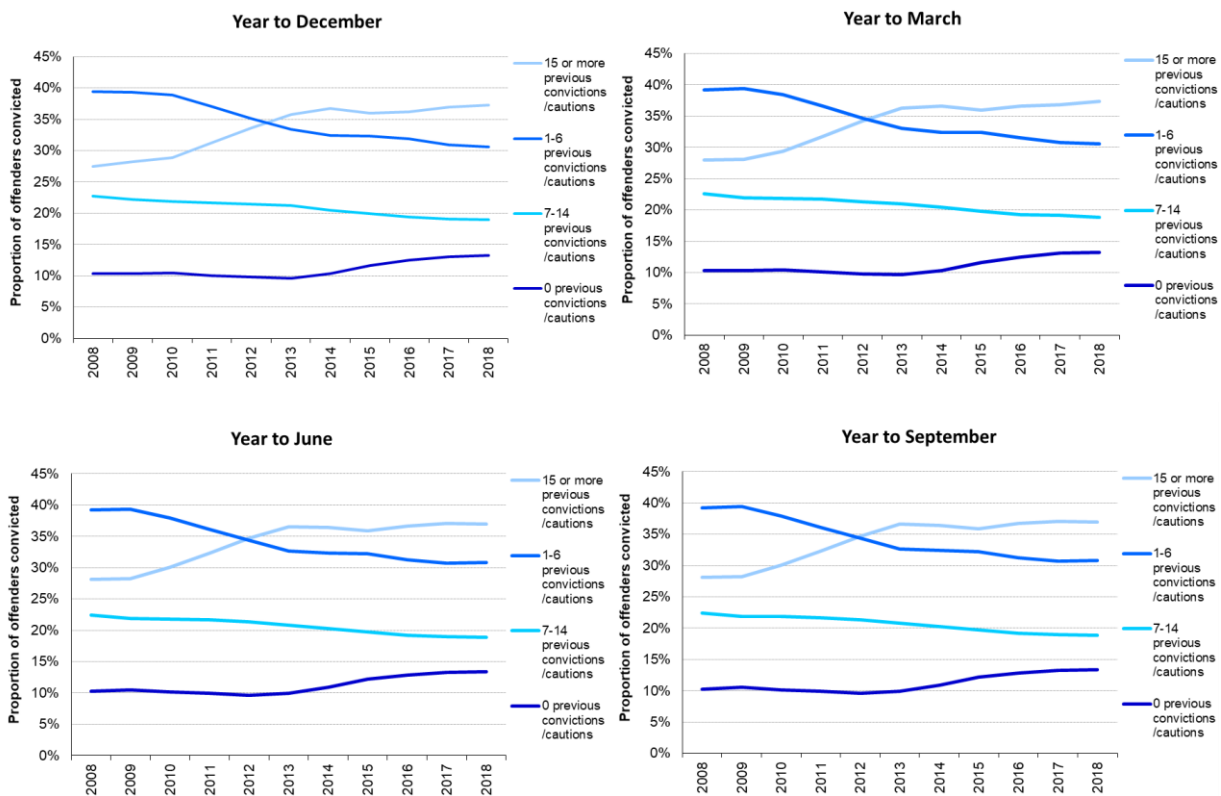 Year to December
Proportion of offenders convicted
45%
40%
35%
30%
25%
20%
15%
10%
5%
0%
2008
2009
2010
2011
2012
2013
2014
2015
2016
2017
2018
15 or more
previous
convictions
/cautions
1-6
previous
convictions
/cautions
7-14
previous
convictions
/cautions
0 previous
convictions
/cautions
Year to March
Proportion of offenders convicted
45%
40%
35%
30%
25%
20%
15%
10%
5%
0%
2008
2009
2010
2011
2012
2013
2014
2015
2016
2017
2018
15 or more
previous
convictions
/cautions
1-6
previous
convictions
/cautions
7-14
previous
convictions
/cautions
0 previous
convictions
/cautions
Year to June
Proportion of offenders convicted
45%
40%
35%
30%
25%
20%
15%
10%
5%
0%
2008
2009
2010
2011
2012
2013
2014
2015
2016
2017
2018
15 or more
previous
convictions
/cautions
1-6
previous
convictions
/cautions
7-14
previous
convictions
/cautions
0 previous
convictions
/cautions
Year to September
Proportion of offenders convicted
45%
40%
35%
30%
25%
20%
15%
10%
5%
0%
2008
2009
2010
2011
2012
2013
2014
2015
2016
2017
2018
15 or more
previous
convictions
/cautions
1-6
previous
convictions
/cautions
7-14
previous
convictions
/cautions
0 previous
convictions
/cautions